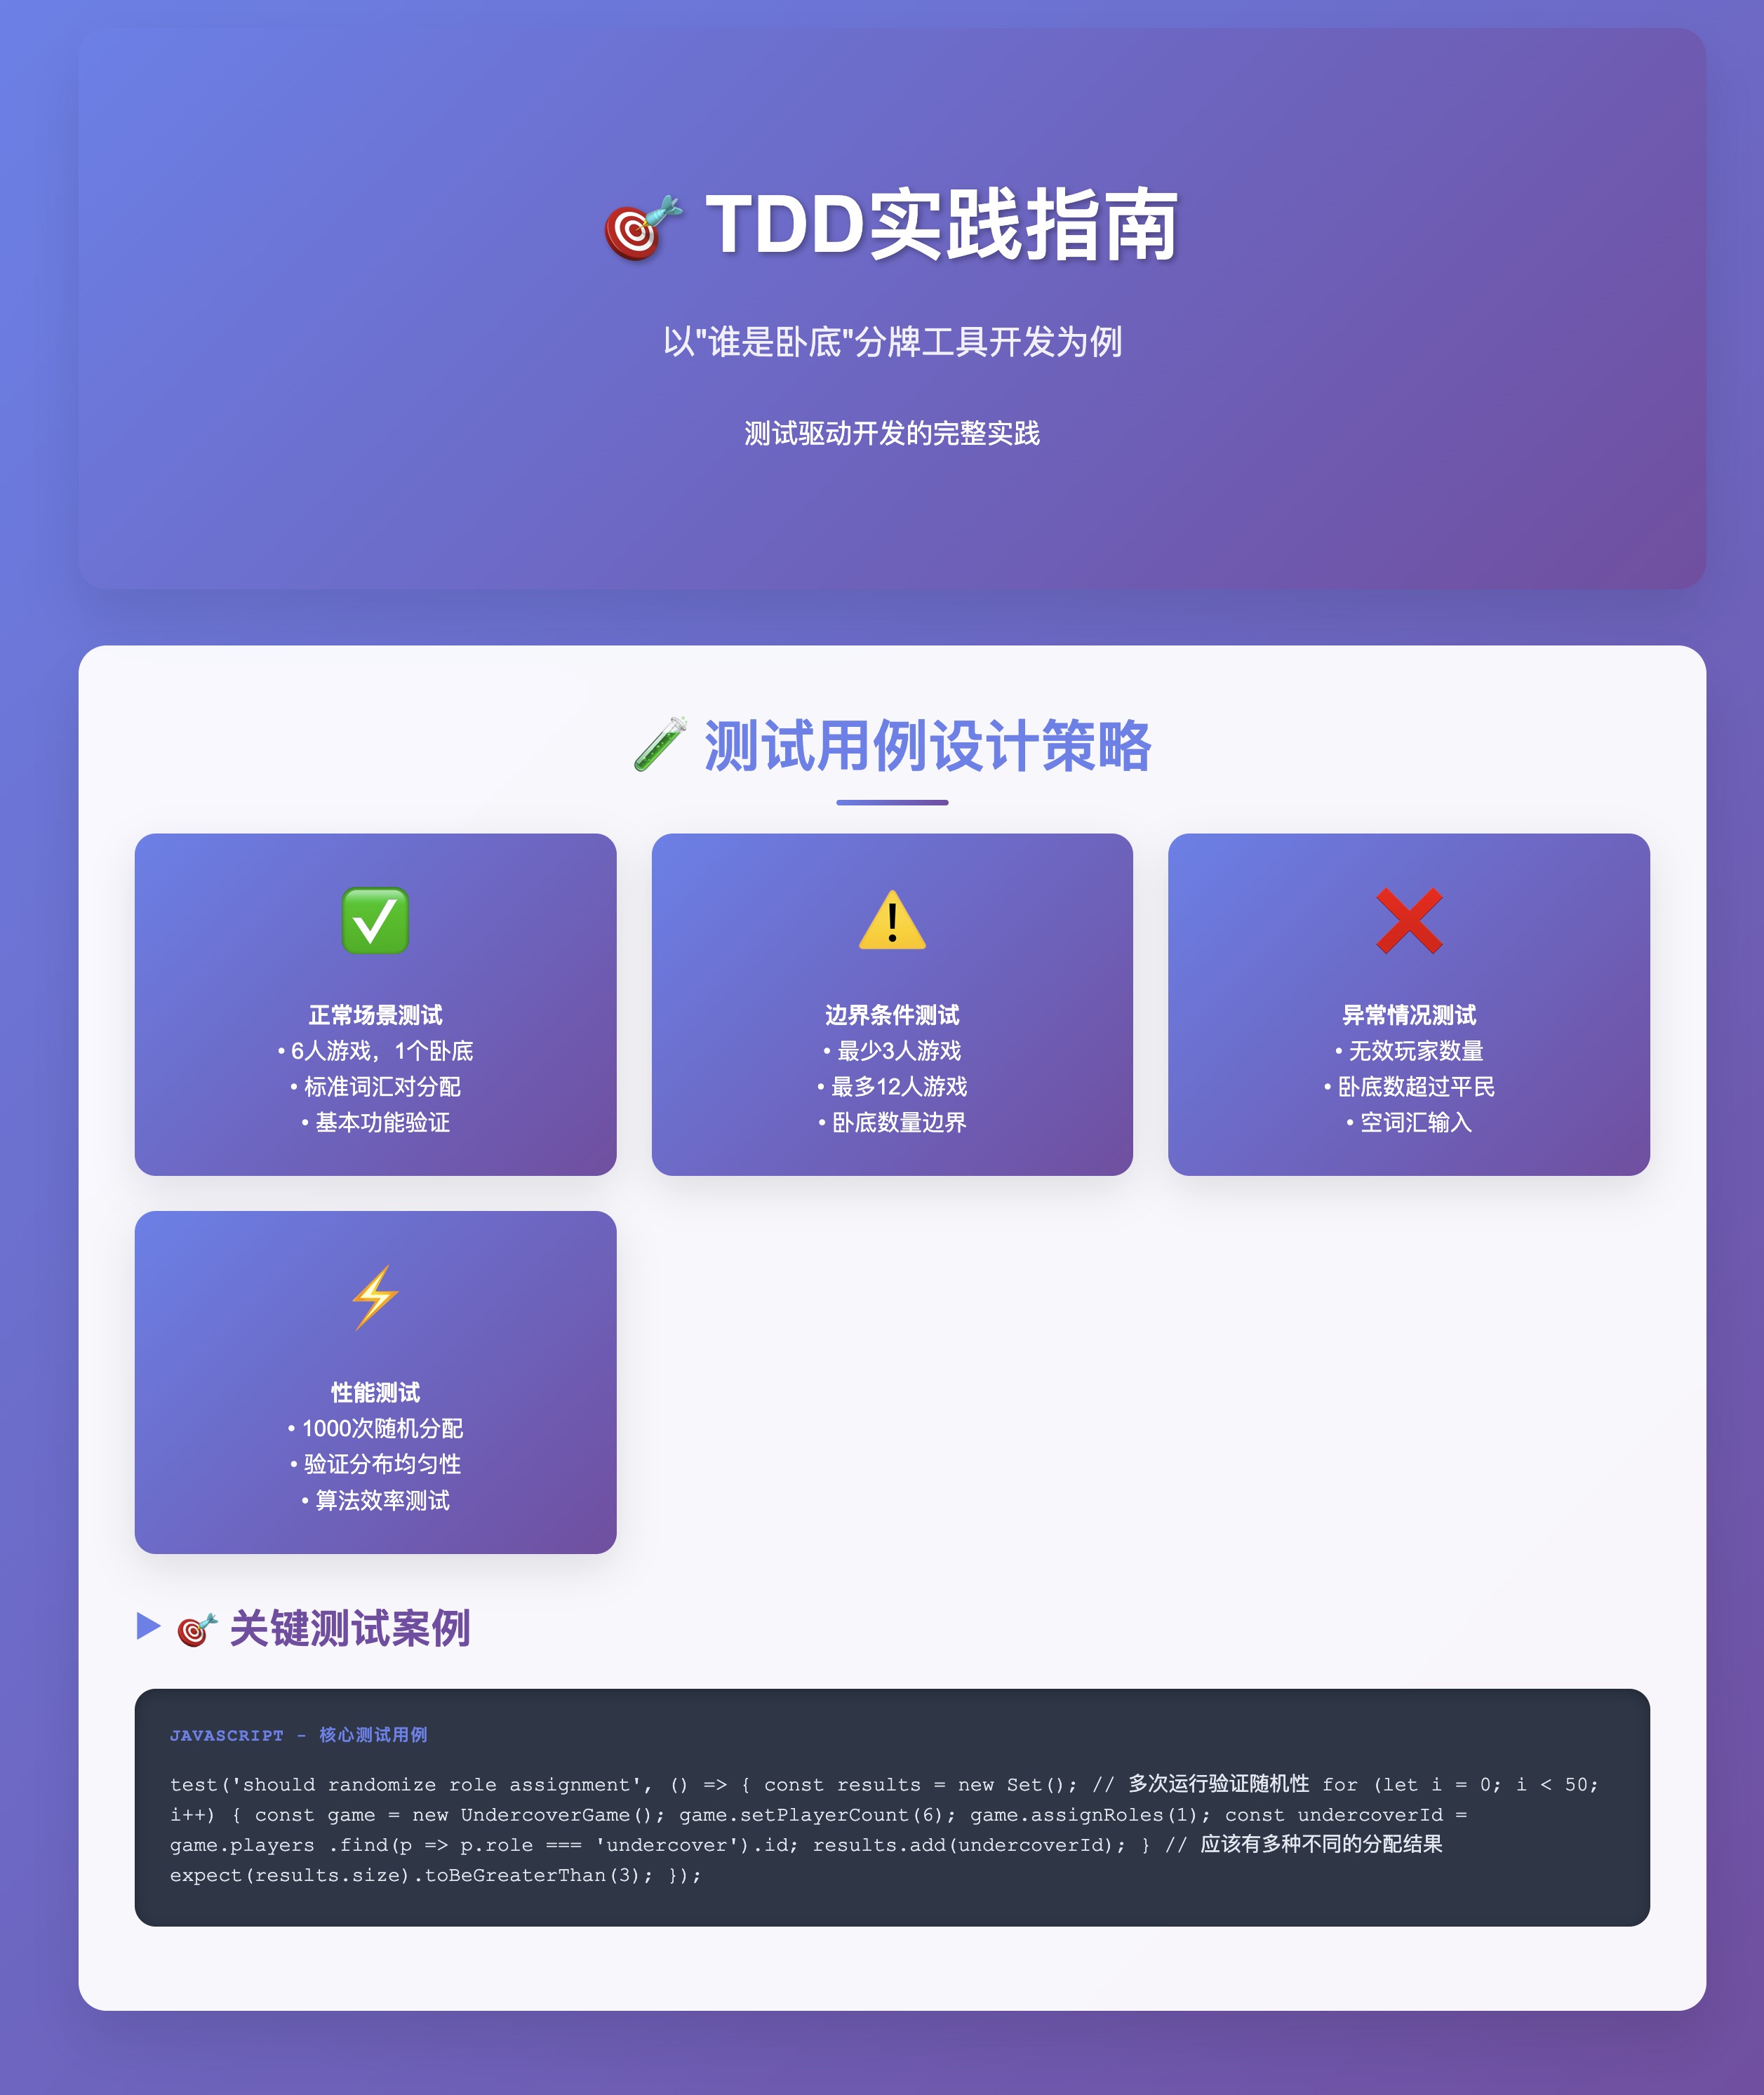 🎯 TDD实践指南
以"谁是卧底"分牌工具开发为例
测试驱动开发的完整实践
🧪 测试用例设计策略
正常场景测试
• 6人游戏，1个卧底
• 标准词汇对分配
• 基本功能验证
边界条件测试
• 最少3人游戏
• 最多12人游戏
• 卧底数量边界
异常情况测试
• 无效玩家数量
• 卧底数超过平民
• 空词汇输入
性能测试
• 1000次随机分配
• 验证分布均匀性
• 算法效率测试
▶ 🎯 关键测试案例
JAVASCRIPT - 核心测试用例
test('should randomize role assignment', () => { const results = new Set(); // 多次运行验证随机性 for (let i = 0; i < 50;
i++) { const game = new UndercoverGame(); game.setPlayerCount(6); game.assignRoles(1); const undercoverId =
game.players .find(p => p.role === 'undercover').id; results.add(undercoverId); } // 应该有多种不同的分配结果
expect(results.size).toBeGreaterThan(3); });